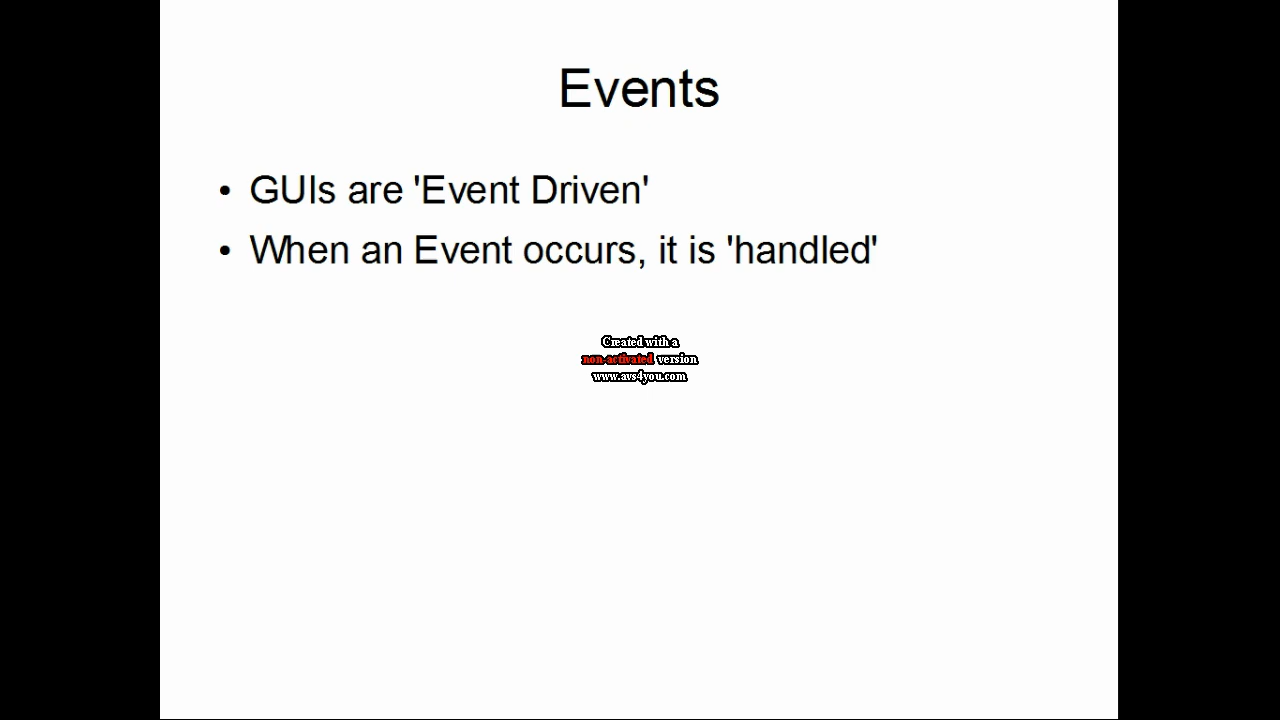 Events
• GUIs are 'Event Driven'
• When an Event occurs, it is 'handled'
Created with a
non-activated version
www.avs4you.com